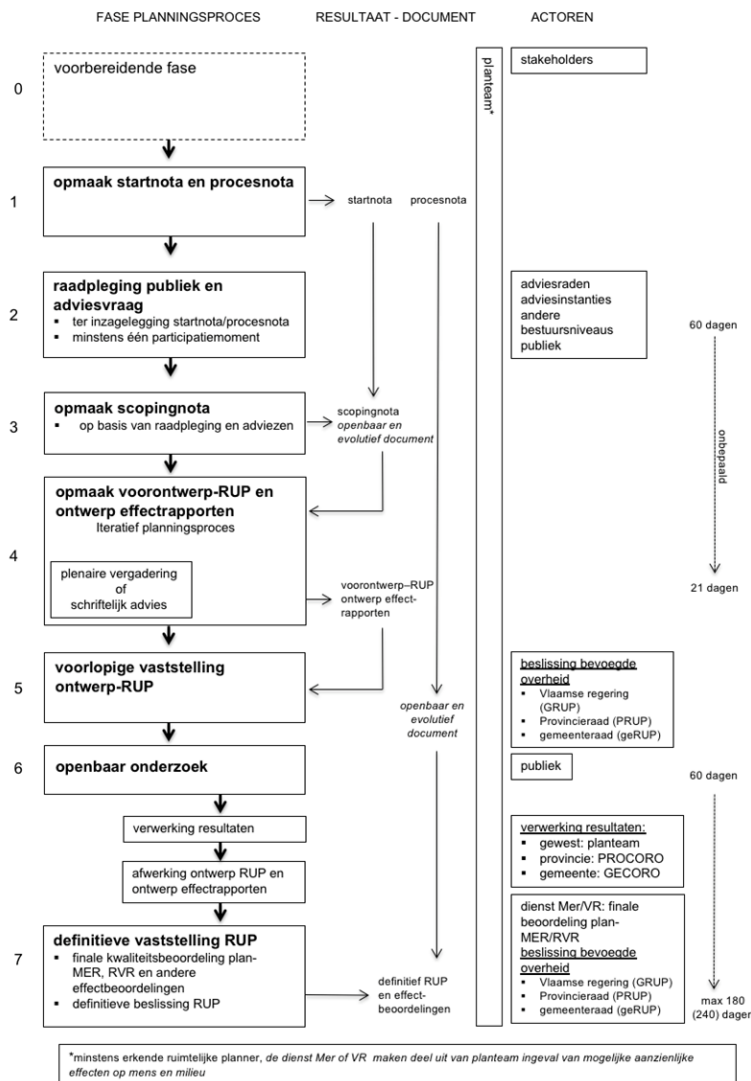 FASE PLANNINGSPROCES
RESULTAAT - DOCUMENT
ACTOREN
0
voorbereidende fase
planteam*
stakeholders
1
opmaak startnota en procesnota
startnota
procesnota
2
raadpleging publiek en
adviesvraag
▪ ter inzagelegging startnota/procesnota
▪ minstens één participatiemoment
adviesraden
adviesinstanties
andere
bestuursniveaus
publiek
60 dagen
3
opmaak scopingnota
▪ op basis van raadpleging en adviezen
scopingnota
openbaar en
evolutief document
onbepaald
4
opmaak voorontwerp-RUP en
ontwerp effectrapporten
Iteratief planningsproces
plenaire vergadering
of
schriftelijk advies
voorontwerp–RUP
ontwerp effect-
rapporten
21 dagen
5
voorlopige vaststelling
ontwerp-RUP
openbaar en
evolutief
document
beslissing bevoegde
overheid
▪ Vlaamse regering
(GRUP)
▪ Provincieraad (PRUP)
▪ gemeenteraad (geRUP)
6
openbaar onderzoek
publiek
60 dagen
verwerking resultaten
afwerking ontwerp RUP en
ontwerp effectrapporten
verwerking resultaten:
▪ gewest: planteam
▪ provincie: PROCORO
▪ gemeente: GECORO
7
definitieve vaststelling RUP
▪ finale kwaliteitsbeoordeling plan-
MER, RVR en andere
effectbeoordelingen
▪ definitieve beslissing RUP
definitief RUP
en effect-
beoordelingen
dienst Mer/VR: finale
beoordeling plan-
MER/RVR
beslissing bevoegde
overheid
▪ Vlaamse regering (GRUP)
▪ Provincieraad (PRUP)
▪ gemeenteraad (geRUP)
max 180
(240) dagen
*minstens erkende ruimtelijke planner, de dienst Mer of VR maken deel uit van planteam ingeval van mogelijke aanzienlijke
effecten op mens en milieu